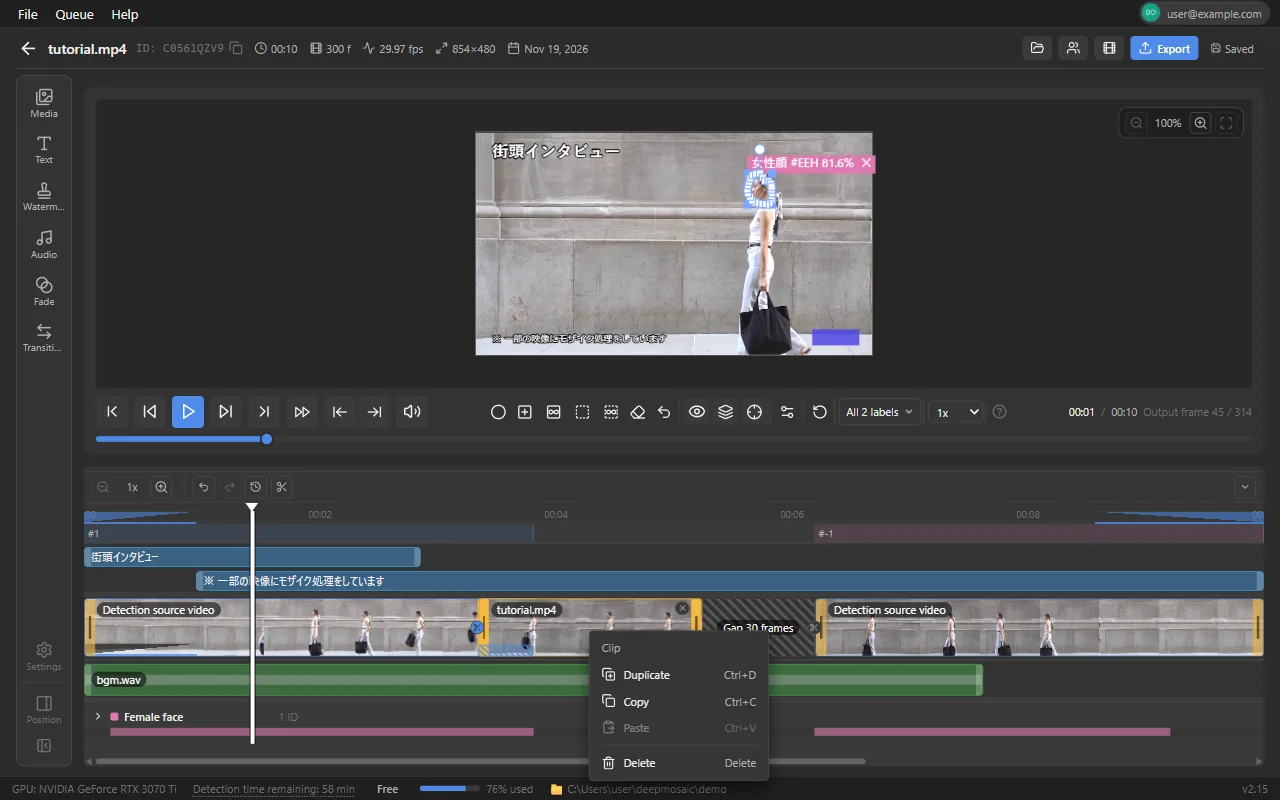 File Queue Help
BO user@example.com
tutorial.mp4 ID: C0561QZV9 00:10 300 f 29.97 fps 854×480 Nov 19, 2026
Export Saved
Media
Text
Waterm...
Audio
Fade
Transiti...
Settings
Position
100%
街頭インタビュー
女性顔 #EEH 81.6%
※一部の映像にモザイク処理をしています
All 2 labels 1x 00:01 / 00:10 Output frame 45 / 314
1x
00 00:02 00:04 00:06 00:08 00
#1 #-1
街頭インタビュー
※ 一部の映像にモザイク処理をしています
Detection source video tutorial.mp4 Detection source video
Gap 30 frames
bgm.wav
Female face 1 ID
Clip
Duplicate Ctrl+D
Copy Ctrl+C
Paste Ctrl+V
Delete Delete
GPU: NVIDIA GeForce RTX 3070 Ti Detection time remaining: 58 min Free 76% used C:\Users\user\deepmosaic\demo v2.15